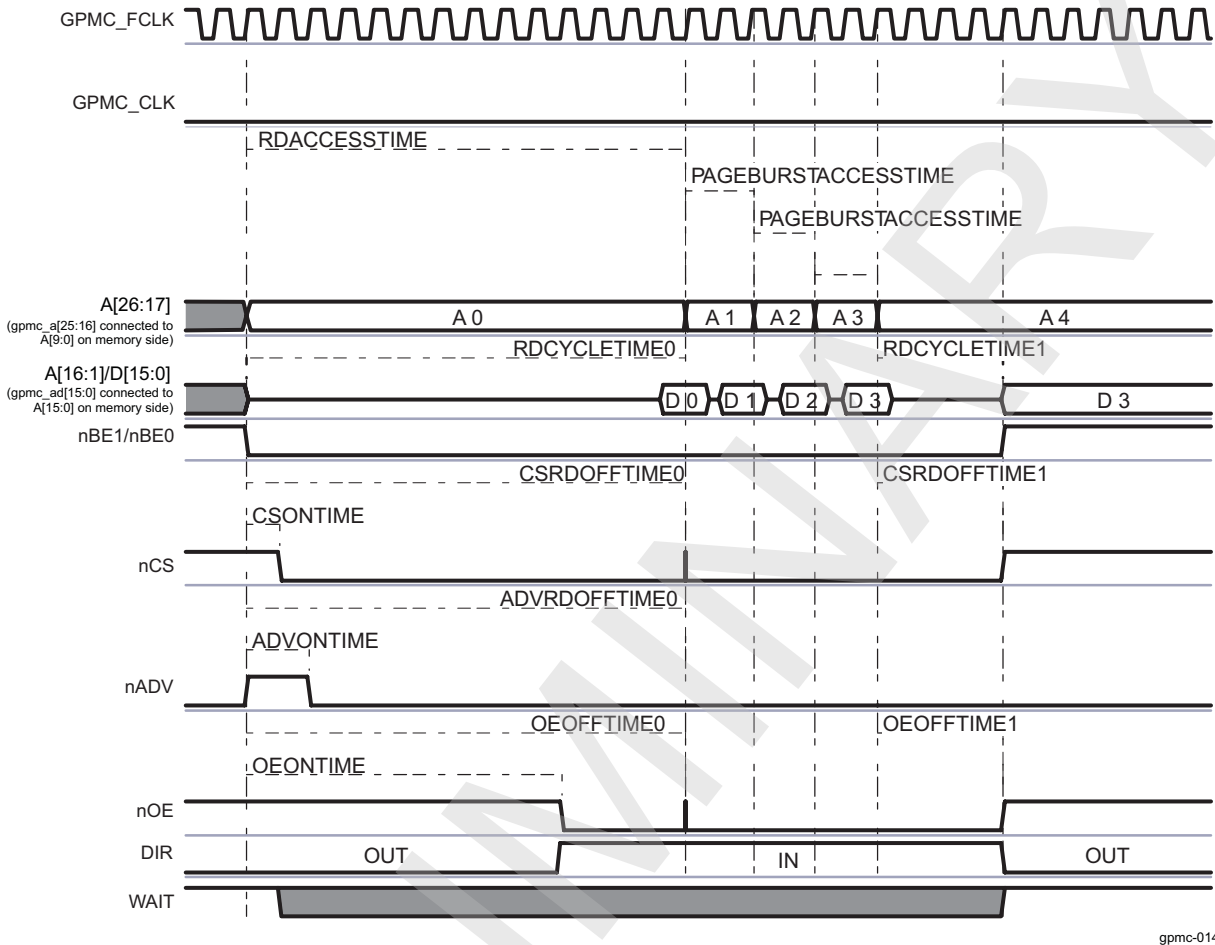 GPMC_FCLK
GPMC_CLK
RDACCESSTIME
PAGEBURSTACCESSTIME
PAGEBURSTACCESSTIME
A[26:17]
(gpmc_a[25:16] connected to
A[9:0] on memory side)
A 0
A 1
A 2
A 3
A 4
RDCYCLETIME0
RDCYCLETIME1
A[16:1]/D[15:0]
(gpmc_ad[15:0] connected to
A[15:0] on memory side)
D 0
D 1
D 2
D 3
D 3
nBE1/nBE0
CSRDOFFTIME0
CSRDOFFTIME1
CSONTIME
nCS
ADVRDOFFTIME0
ADVONTIME
nADV
OEOFFTIME0
OEOFFTIME1
OEONTIME
nOE
DIR
OUT
IN
OUT
WAIT
gpmc-014
MINARY